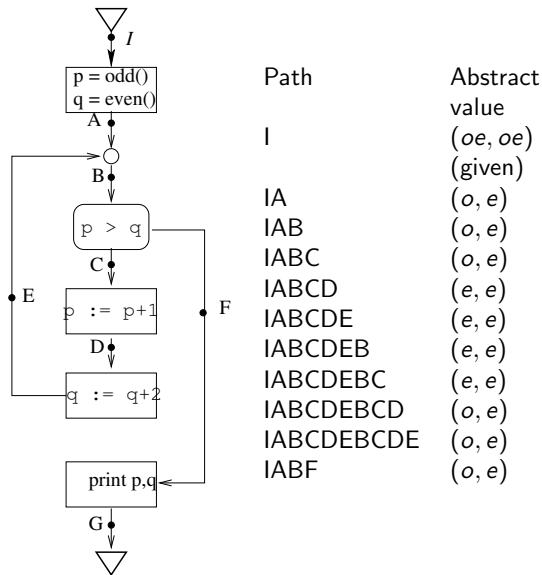 I
p = odd()
q = even()
A
B
p > q
C
E
F
p := p+1
D
q := q+2
print p,q
G
Path Abstract
value
I (oe, oe)
(given)
IA (o, e)
IAB (o, e)
IABC (o, e)
IABCD (e, e)
IABCDE (e, e)
IABCDEB (e, e)
IABCDEBC (e, e)
IABCDEBCD (o, e)
IABCDEBCDE (o, e)
IABF (o, e)